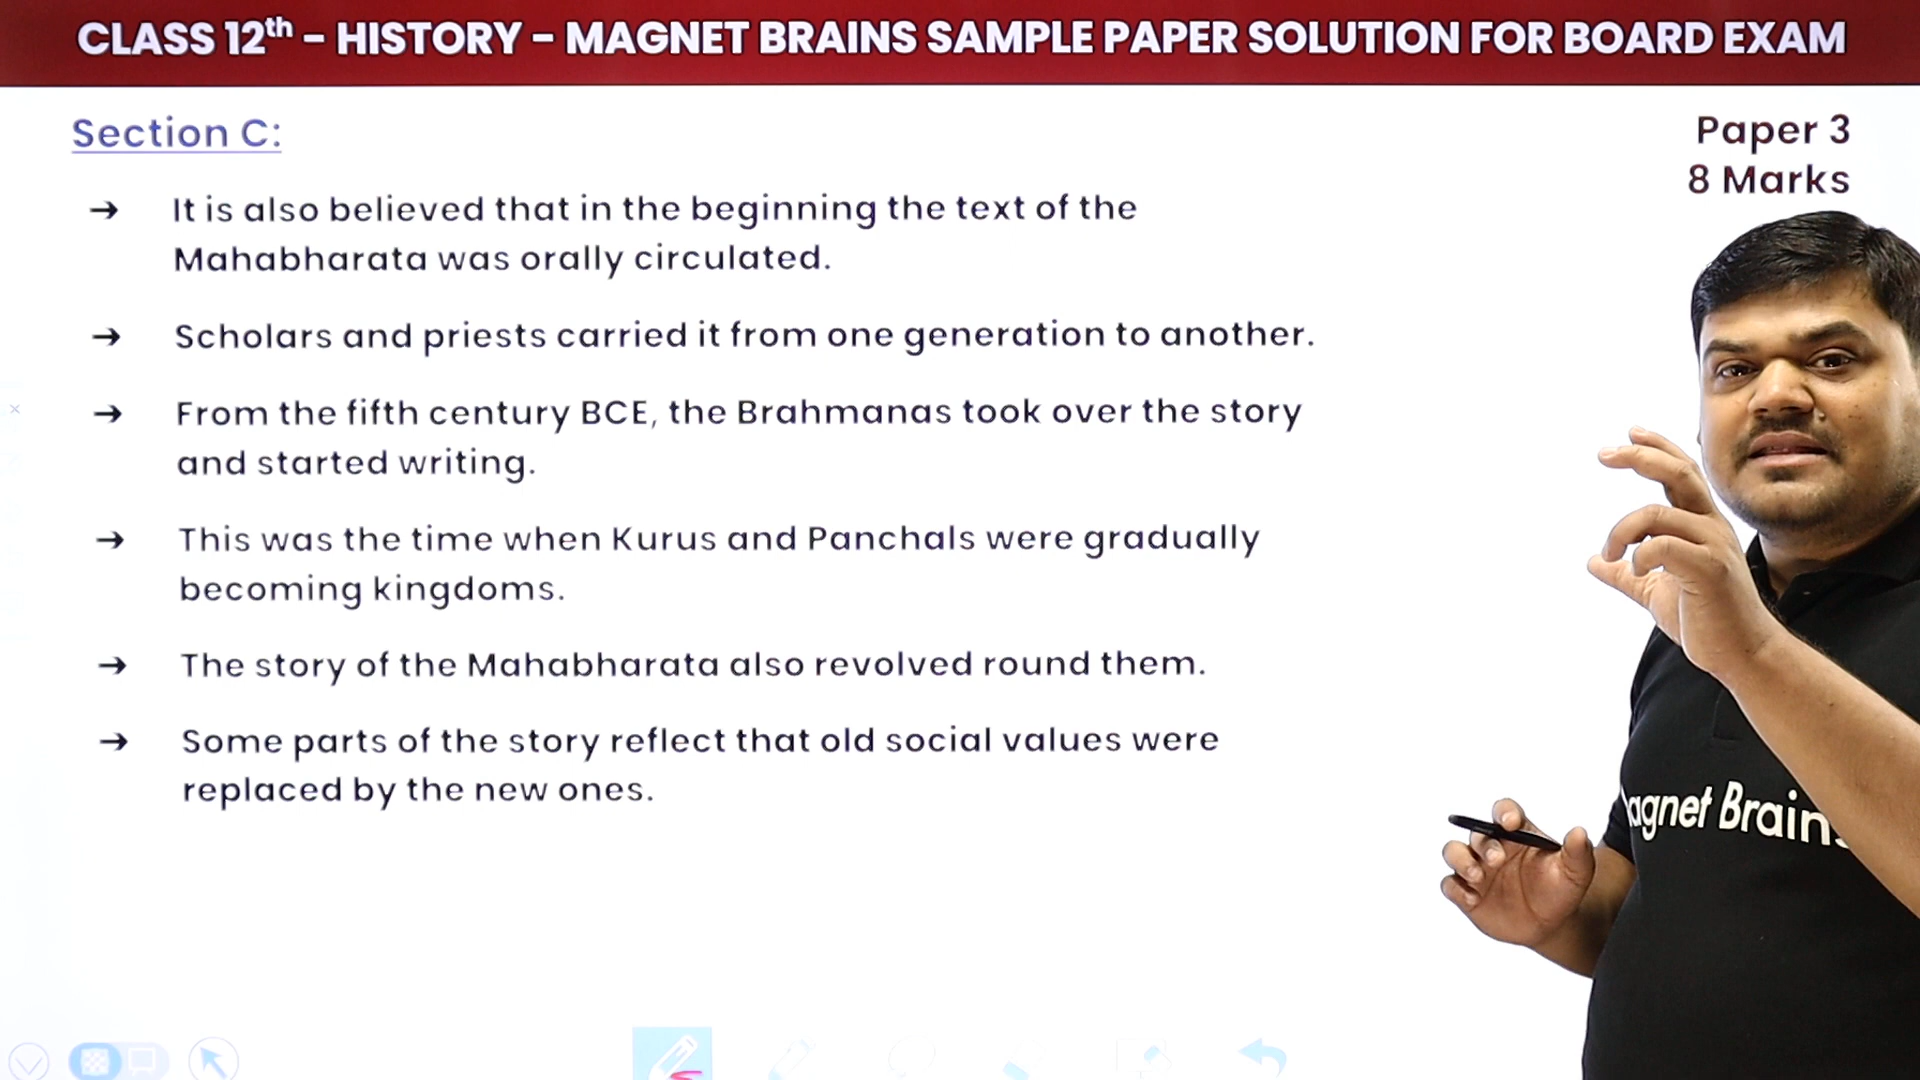 CLASS 12th - HISTORY - MAGNET BRAINS SAMPLE PAPER SOLUTION FOR BOARD EXAM
Section C:
Paper 3
8 Marks
→ It is also believed that in the beginning the text of the
Mahabharata was orally circulated.
→ Scholars and priests carried it from one generation to another.
→ From the fifth century BCE, the Brahmanas took over the story
and started writing.
→ This was the time when Kurus and Panchals were gradually
becoming kingdoms.
→ The story of the Mahabharata also revolved round them.
→ Some parts of the story reflect that old social values were
replaced by the new ones.
agnet Brains